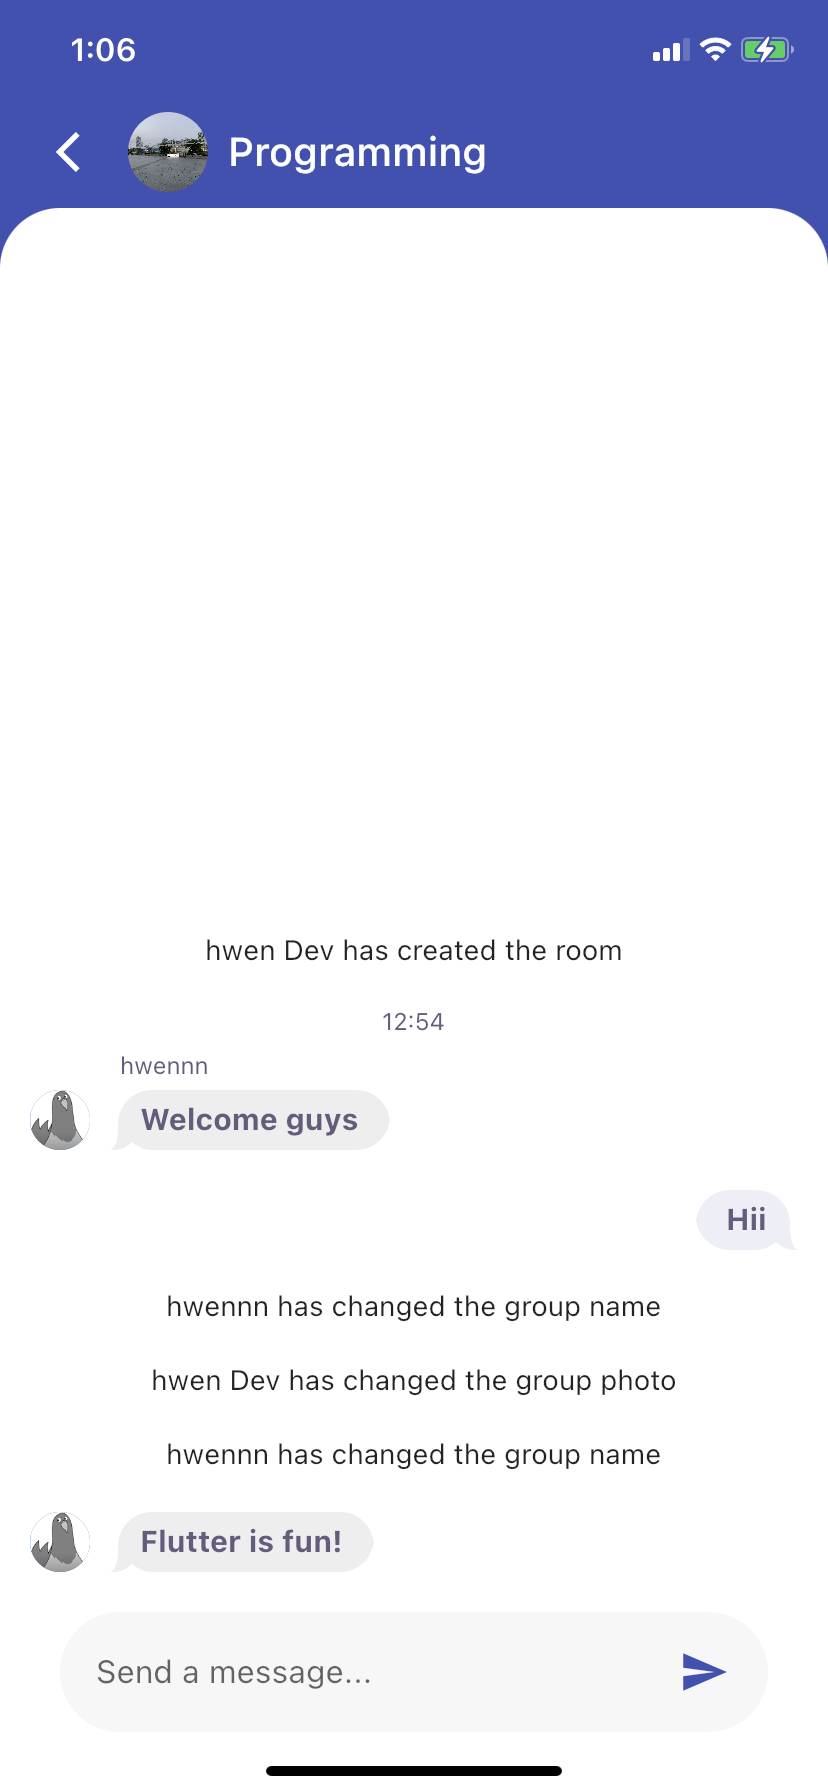 1:06
Programming
hwen Dev has created the room
12:54
hwennn
Welcome guys
Hii
hwennn has changed the group name
hwen Dev has changed the group photo
hwennn has changed the group name
Flutter is fun!
Send a message...